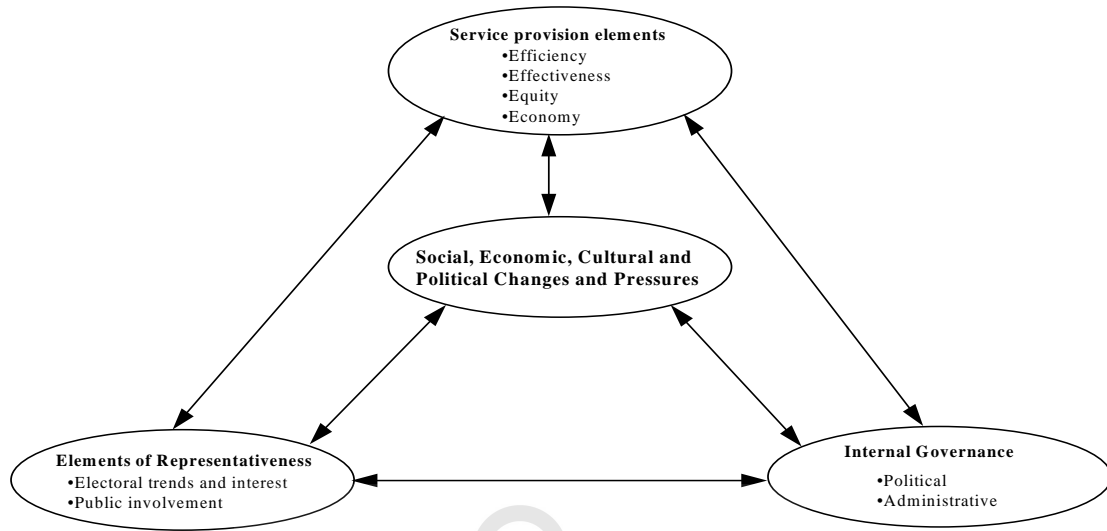 Service provision elements
•Efficiency
•Effectiveness
•Equity
•Economy
Social, Economic, Cultural and
Political Changes and Pressures
Elements of Representativeness
•Electoral trends and interest
•Public involvement
Internal Governance
•Political
•Administrative